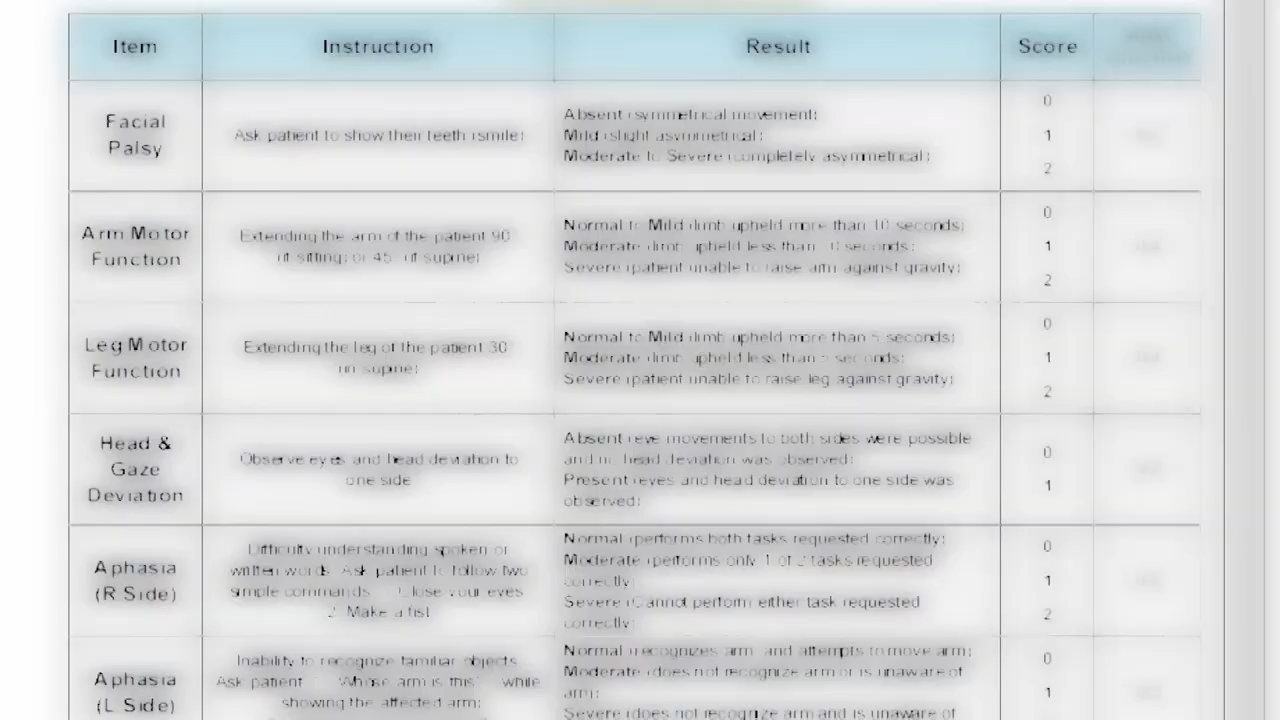 Item Instruction Result Score
Facial
Palsy
Ask patient to show their teeth (smile)
Absent (symmetrical movement)
Mild (slight asymmetrical)
Moderate to Severe (completely asymmetrical)
0
1
2
Arm Motor
Function
Extending the arm of the patient 90
(if sitting) or 45 (if supine)
Normal to Mild (limb upheld more than 10 seconds)
Moderate (limb upheld less than 10 seconds)
Severe (patient unable to raise arm against gravity)
0
1
2
Leg Motor
Function
Extending the leg of the patient 30
(in supine)
Normal to Mild (limb upheld more than 5 seconds)
Moderate (limb upheld less than 5 seconds)
Severe (patient unable to raise leg against gravity)
0
1
2
Head &
Gaze
Deviation
Observe eyes and head deviation to
one side
Absent (eye movements to both sides were possible
and no head deviation was observed)
Present (eyes and head deviation to one side was
observed)
0
1
Aphasia
(R Side)
Difficulty understanding spoken or
written words. Ask patient to follow two
simple commands Close your eyes
2. Make a fist
Normal (performs both tasks requested correctly)
Moderate (performs only 1 of 2 tasks requested
correctly)
Severe (Cannot perform either task requested
correctly)
0
1
2
Aphasia
(L Side)
Inability to recognize familiar objects
Ask patient Whose arm is this while
showing the affected arm)
Normal (recognizes arm and attempts to move arm)
Moderate (does not recognize arm or is unaware of
arm)
Severe (does not recognize arm and is unaware of
0
1